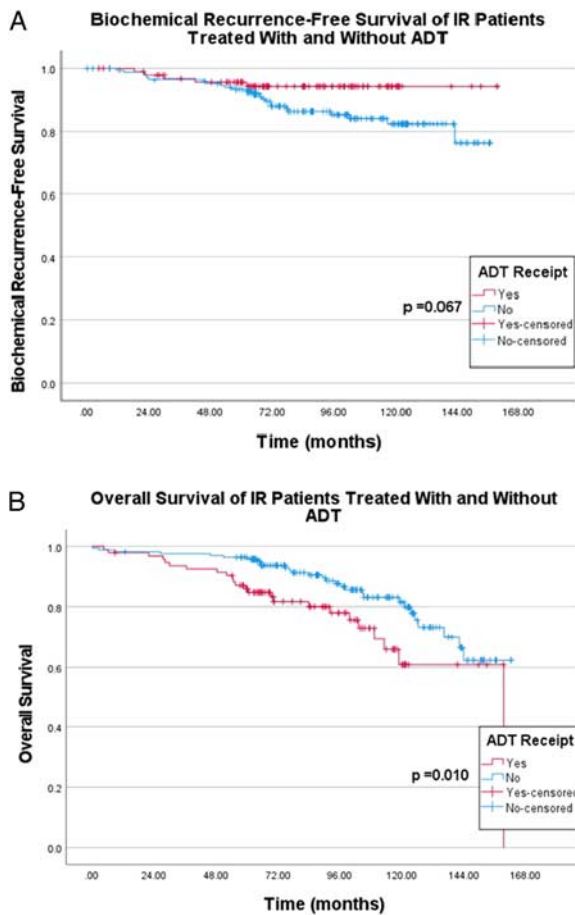 A
Biochemical Recurrence-Free Survival of IR Patients
Treated With and Without ADT
Biochemical Recurrence-Free Survival
1.0
0.8
0.6
0.4
0.2
0.0
ADT Receipt
Yes
No
Yes-censored
No-censored
p =0.067
.00 24.00 48.00 72.00 96.00 120.00 144.00 168.00
Time (months)
B
Overall Survival of IR Patients Treated With and Without
ADT
Overall Survival
1.0
0.8
0.6
0.4
0.2
0.0
ADT Receipt
Yes
No
Yes-censored
No-censored
p =0.010
.00 24.00 48.00 72.00 96.00 120.00 144.00 168.00
Time (months)